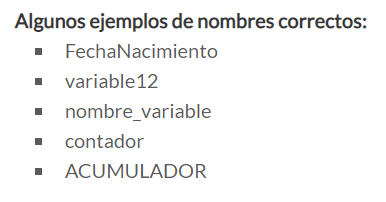 Algunos ejemplos de nombres correctos:
▪ FechaNacimiento
▪ variable12
▪ nombre_variable
▪ contador
▪ ACUMULADOR